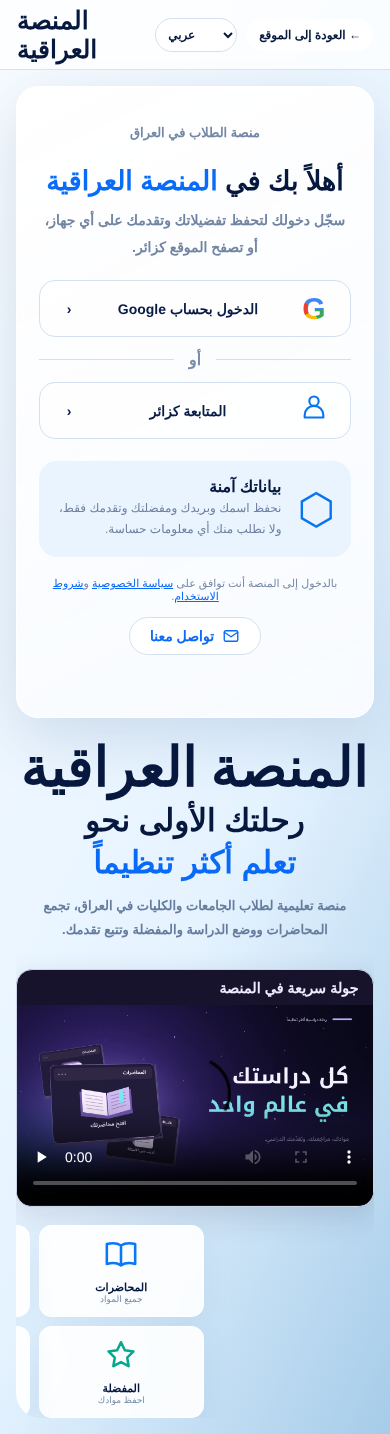 المنصة
العراقية
عربي
← العودة إلى الموقع
منصة الطلاب في العراق
أهلاً بك في المنصة العراقية
سجّل دخولك لتحفظ تفضيلاتك وتقدمك على أي جهاز،
أو تصفح الموقع كزائر.
الدخول بحساب Google
أو
المتابعة كزائر
بياناتك آمنة
نحفظ اسمك وبريدك ومفضلتك وتقدمك فقط،
ولا نطلب منك أي معلومات حساسة.
بالدخول إلى المنصة أنت توافق على سياسة الخصوصية وشروط
الاستخدام.
تواصل معنا
المنصة العراقية
رحلتك الأولى نحو
تعلم أكثر تنظيماً
منصة تعليمية لطلاب الجامعات والكليات في العراق، تجمع
المحاضرات ووضع الدراسة والمفضلة وتتبع تقدمك.
جولة سريعة في المنصة
كل دراستك
في عالم واحد
المحاضرات
افتح محاضرتك
0:00
المحاضرات
جميع المواد
المفضلة
احفظ موادك